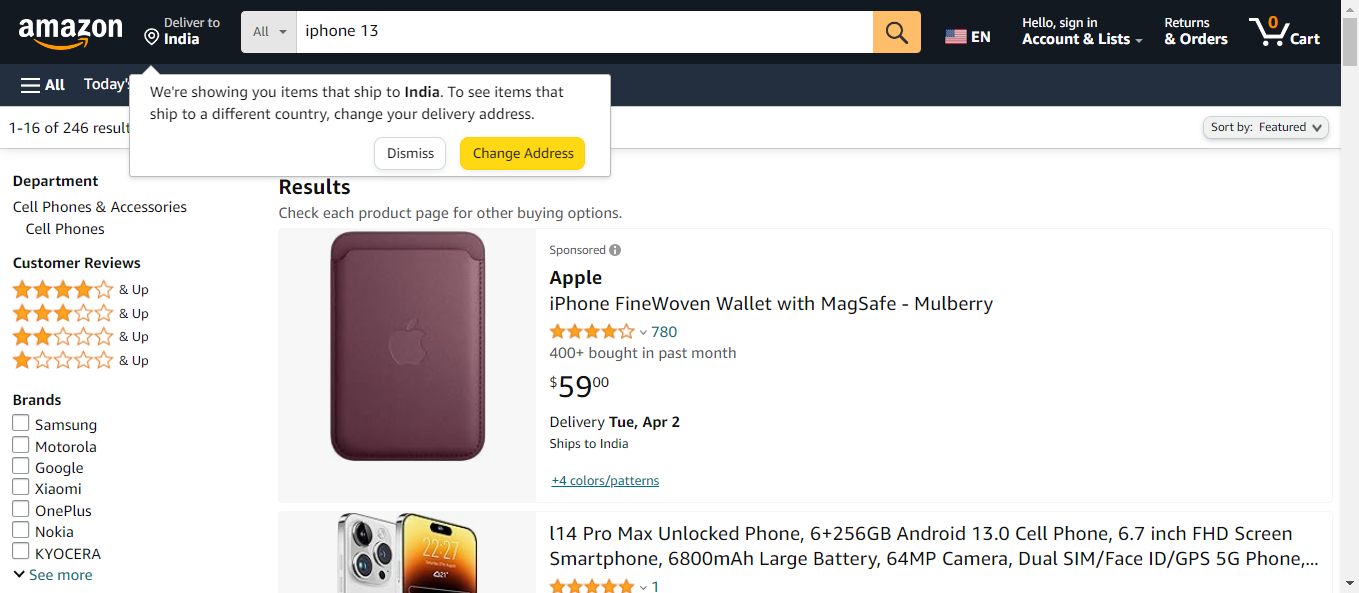 amazon
Deliver to
India
All
iphone 13
EN
Hello, sign in
Account & Lists
Returns
& Orders
0
Cart
All
Today's
We're showing you items that ship to India. To see items that
ship to a different country, change your delivery address.
Dismiss
Change Address
1-16 of 246 result
Sort by: Featured
Department
Cell Phones & Accessories
Cell Phones
Customer Reviews
& Up
& Up
& Up
& Up
Brands
Samsung
Motorola
Google
Xiaomi
OnePlus
Nokia
KYOCERA
See more
Results
Check each product page for other buying options.
Sponsored
Apple
iPhone FineWoven Wallet with MagSafe - Mulberry
780
400+ bought in past month
$5900
Delivery Tue, Apr 2
Ships to India
+4 colors/patterns
22:27
21°
l14 Pro Max Unlocked Phone, 6+256GB Android 13.0 Cell Phone, 6.7 inch FHD Screen
Smartphone, 6800mAh Large Battery, 64MP Camera, Dual SIM/Face ID/GPS 5G Phone,...
1